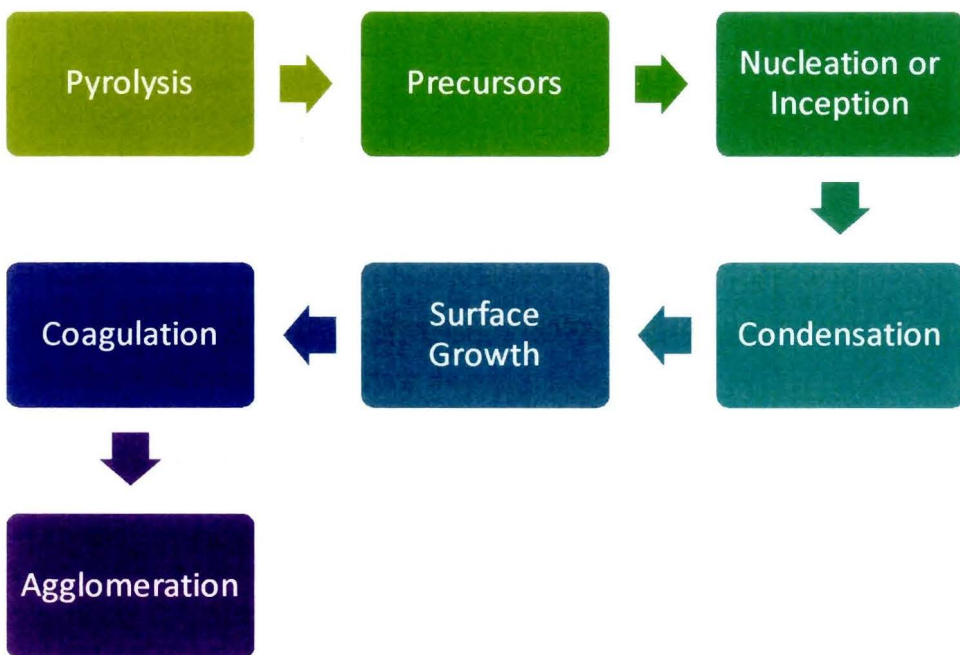 Pyrolysis
Precursors
Nucleation or
Inception
Condensation
Surface
Growth
Coagulation
Agglomeration